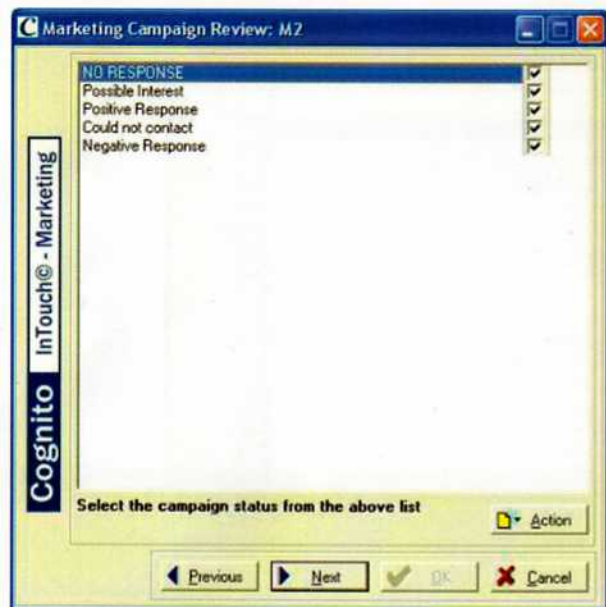 Marketing Campaign Review: M2
NO RESPONSE
Possible Interest
Positive Response
Could not contact
Negative Response
Cognito InTouch© - Marketing
Select the campaign status from the above list
Action
Previous
Next
OK
Cancel